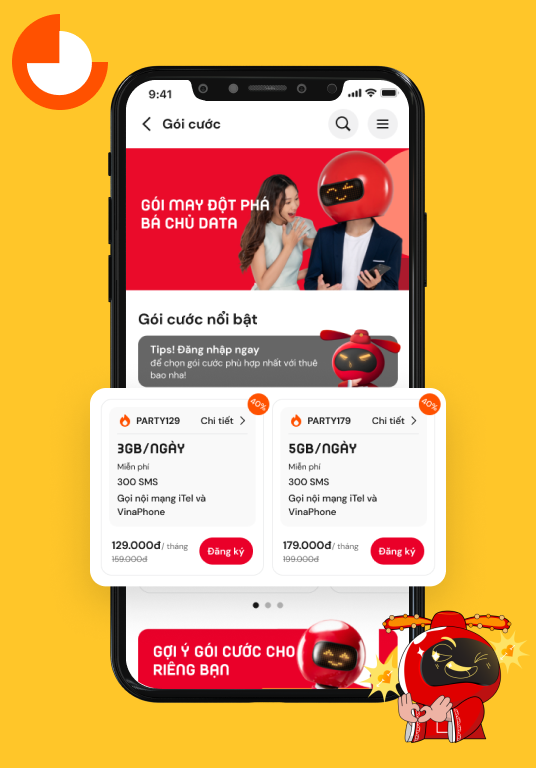 9:41
Gói cước
GÓI MAY ĐỘT PHÁ
BÁ CHỦ DATA
Gói cước nổi bật
Tips! Đăng nhập ngay
để chọn gói cước phù hợp nhất với thuê
bao nha!
40%
PARTY129 Chi tiết
3GB/NGÀY
Miễn phí
300 SMS
Gọi nội mạng iTel và
VinaPhone
129.000đ/ tháng
159.000đ
Đăng ký
40%
PARTY179 Chi tiết
5GB/NGÀY
Miễn phí
300 SMS
Gọi nội mạng iTel và
VinaPhone
179.000đ/ tháng
199.000đ
Đăng ký
GỢI Ý GÓI CƯỚC CHO
RIÊNG BẠN